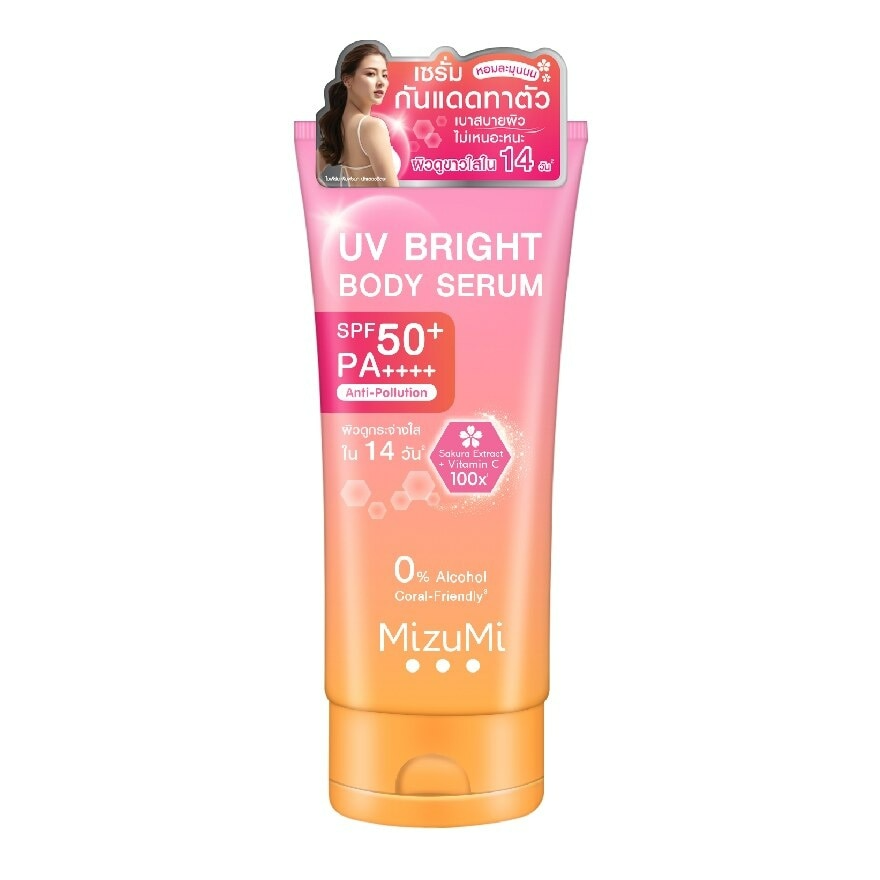 เซรั่ม
หอมละมุนนน
กันแดดทาตัว
เบาสบายผิว
ไม่เหนอะหนะ
ผิวดูขาวใสใน 14 วัน²
UV BRIGHT
BODY SERUM
SPF 50+
PA++++
Anti-Pollution
ผิวดูกระจ่างใส
ใน 14 วัน²
Sakura Extract
+ Vitamin C
100x¹
0% Alcohol
Coral-Friendly³
MizuMi